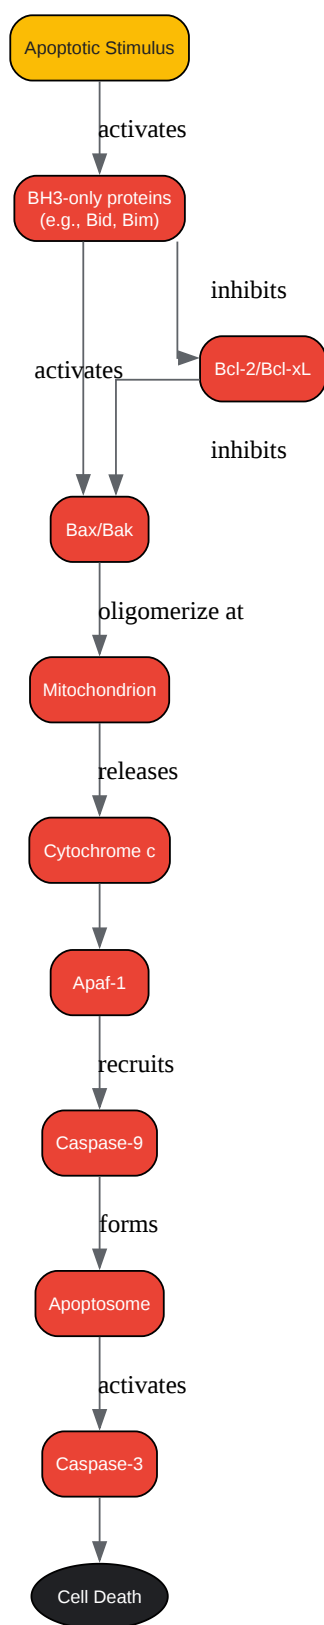 Apoptotic Stimulus
activates
BH3-only proteins
(e.g., Bid, Bim)
inhibits
Bcl-2/Bcl-xL
activates
inhibits
Bax/Bak
oligomerize at
Mitochondrion
releases
Cytochrome c
Apaf-1
recruits
Caspase-9
forms
Apoptosome
activates
Caspase-3
Cell Death